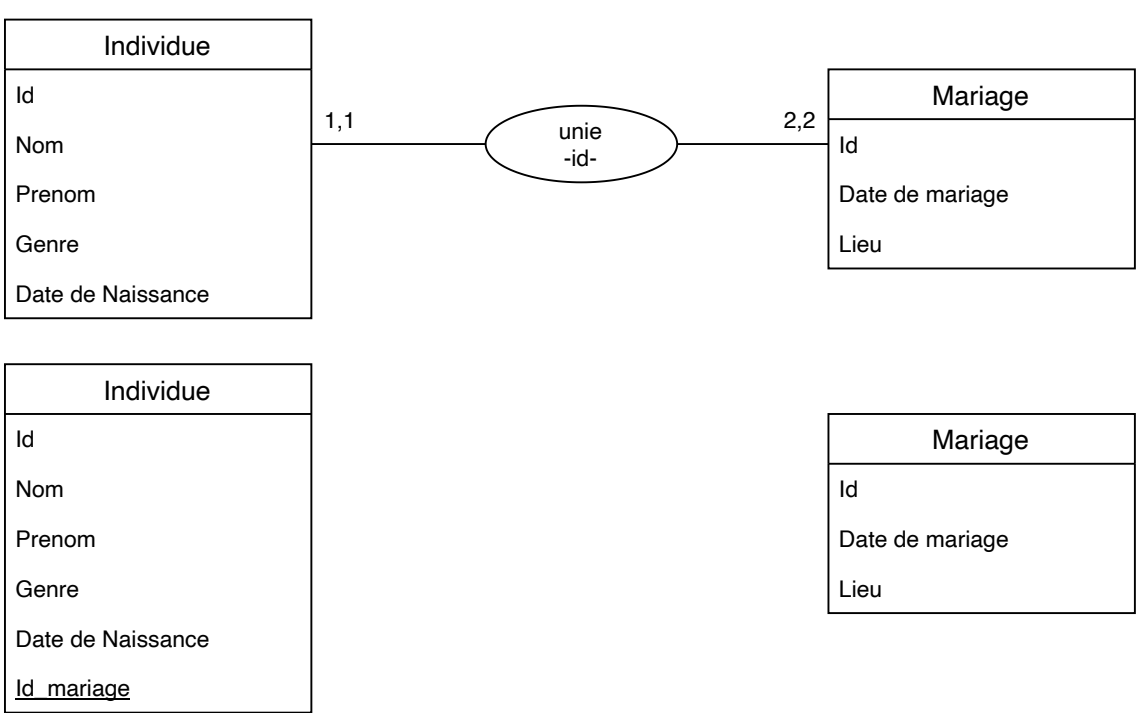 Individue
Id
Nom
Prenom
Genre
Date de Naissance
1,1
unie
-id-
2,2
Mariage
Id
Date de mariage
Lieu
Individue
Id
Nom
Prenom
Genre
Date de Naissance
Id_mariage
Mariage
Id
Date de mariage
Lieu